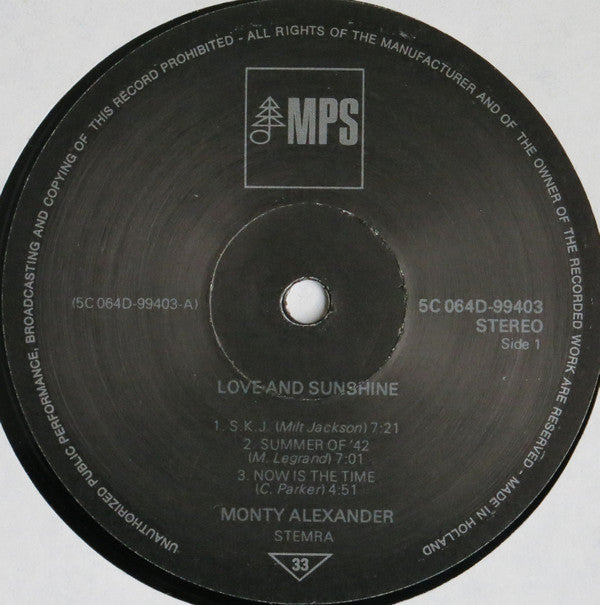 UNAUTHORIZED PUBLIC PERFORMANCE, BROADCASTING AND COPYING OF THIS RECORD PROHIBITED - ALL RIGHTS OF THE MANUFACTURER AND OF THE OWNER OF THE RECORDED WORK ARE RESERVED - MADE IN HOLLAND
MPS
(5C 064D-99403-A)
5C 064D-99403
STEREO
Side 1
LOVE AND SUNSHINE
1. S.K.J. (Milt Jackson) 7:21
2. SUMMER OF '42
(M. Legrand) 7:01
3. NOW IS THE TIME
(C. Parker) 4:51
MONTY ALEXANDER
STEMRA
33